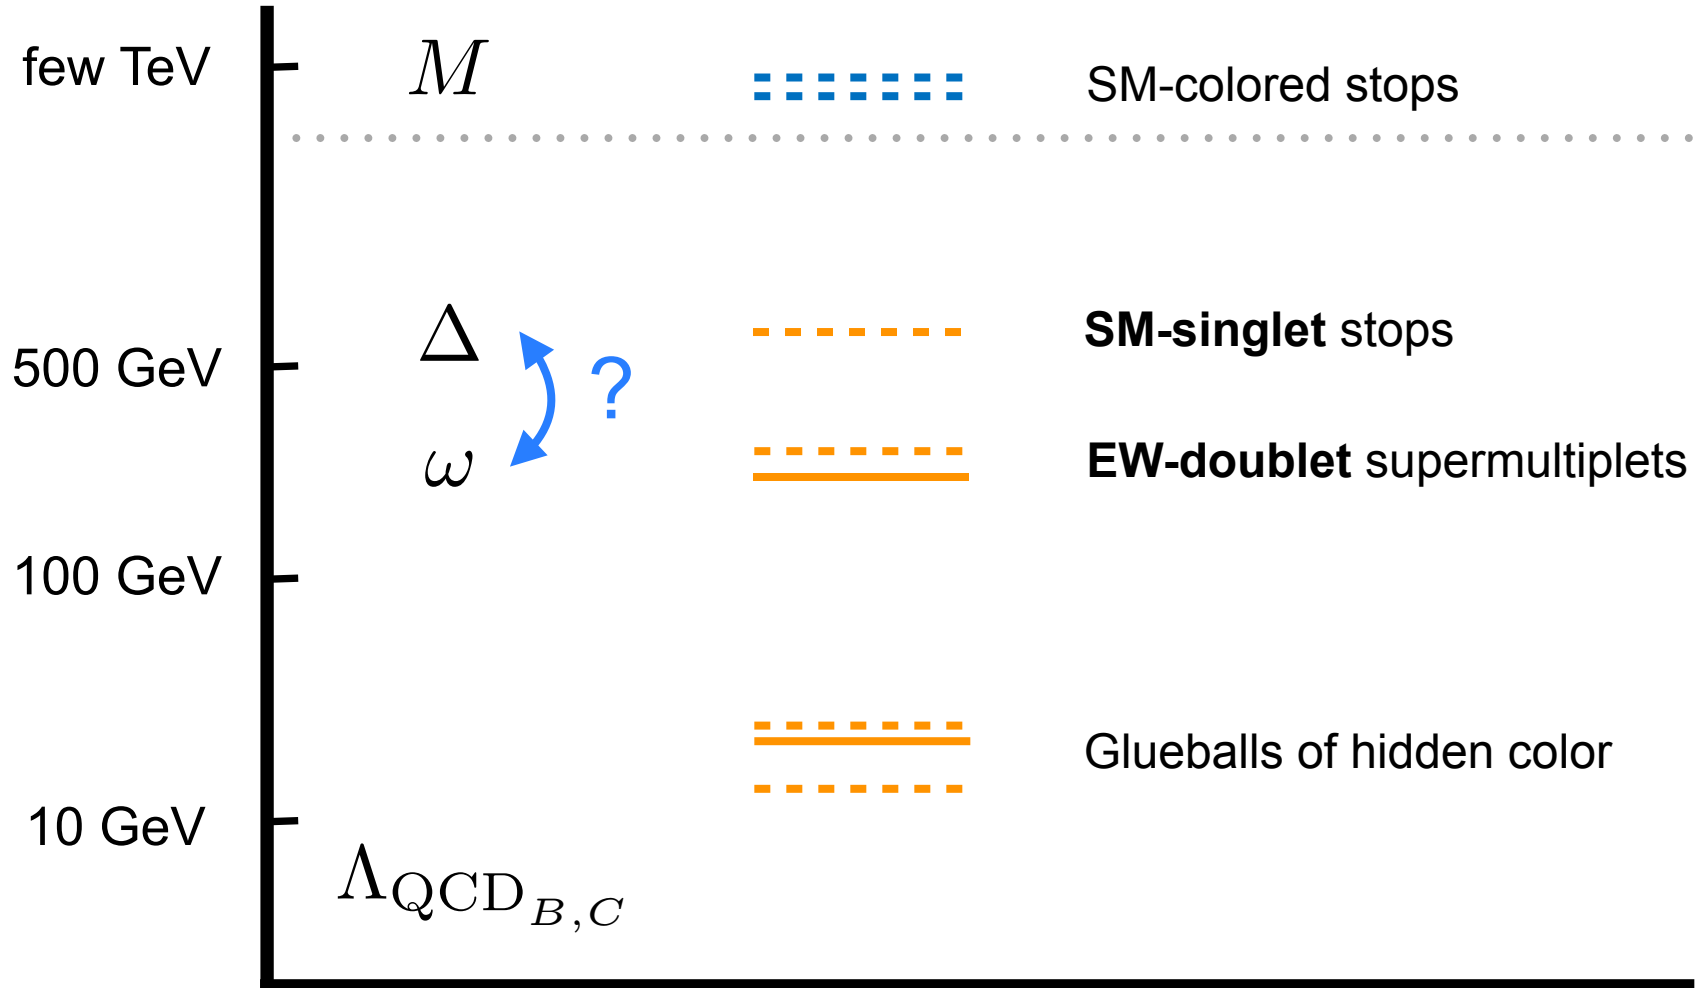 few TeV M SM-colored stops
Δ SM-singlet stops
500 GeV ?
ω EW-doublet supermultiplets
100 GeV
Glueballs of hidden color
10 GeV
Λ_{QCD_{B,C}}